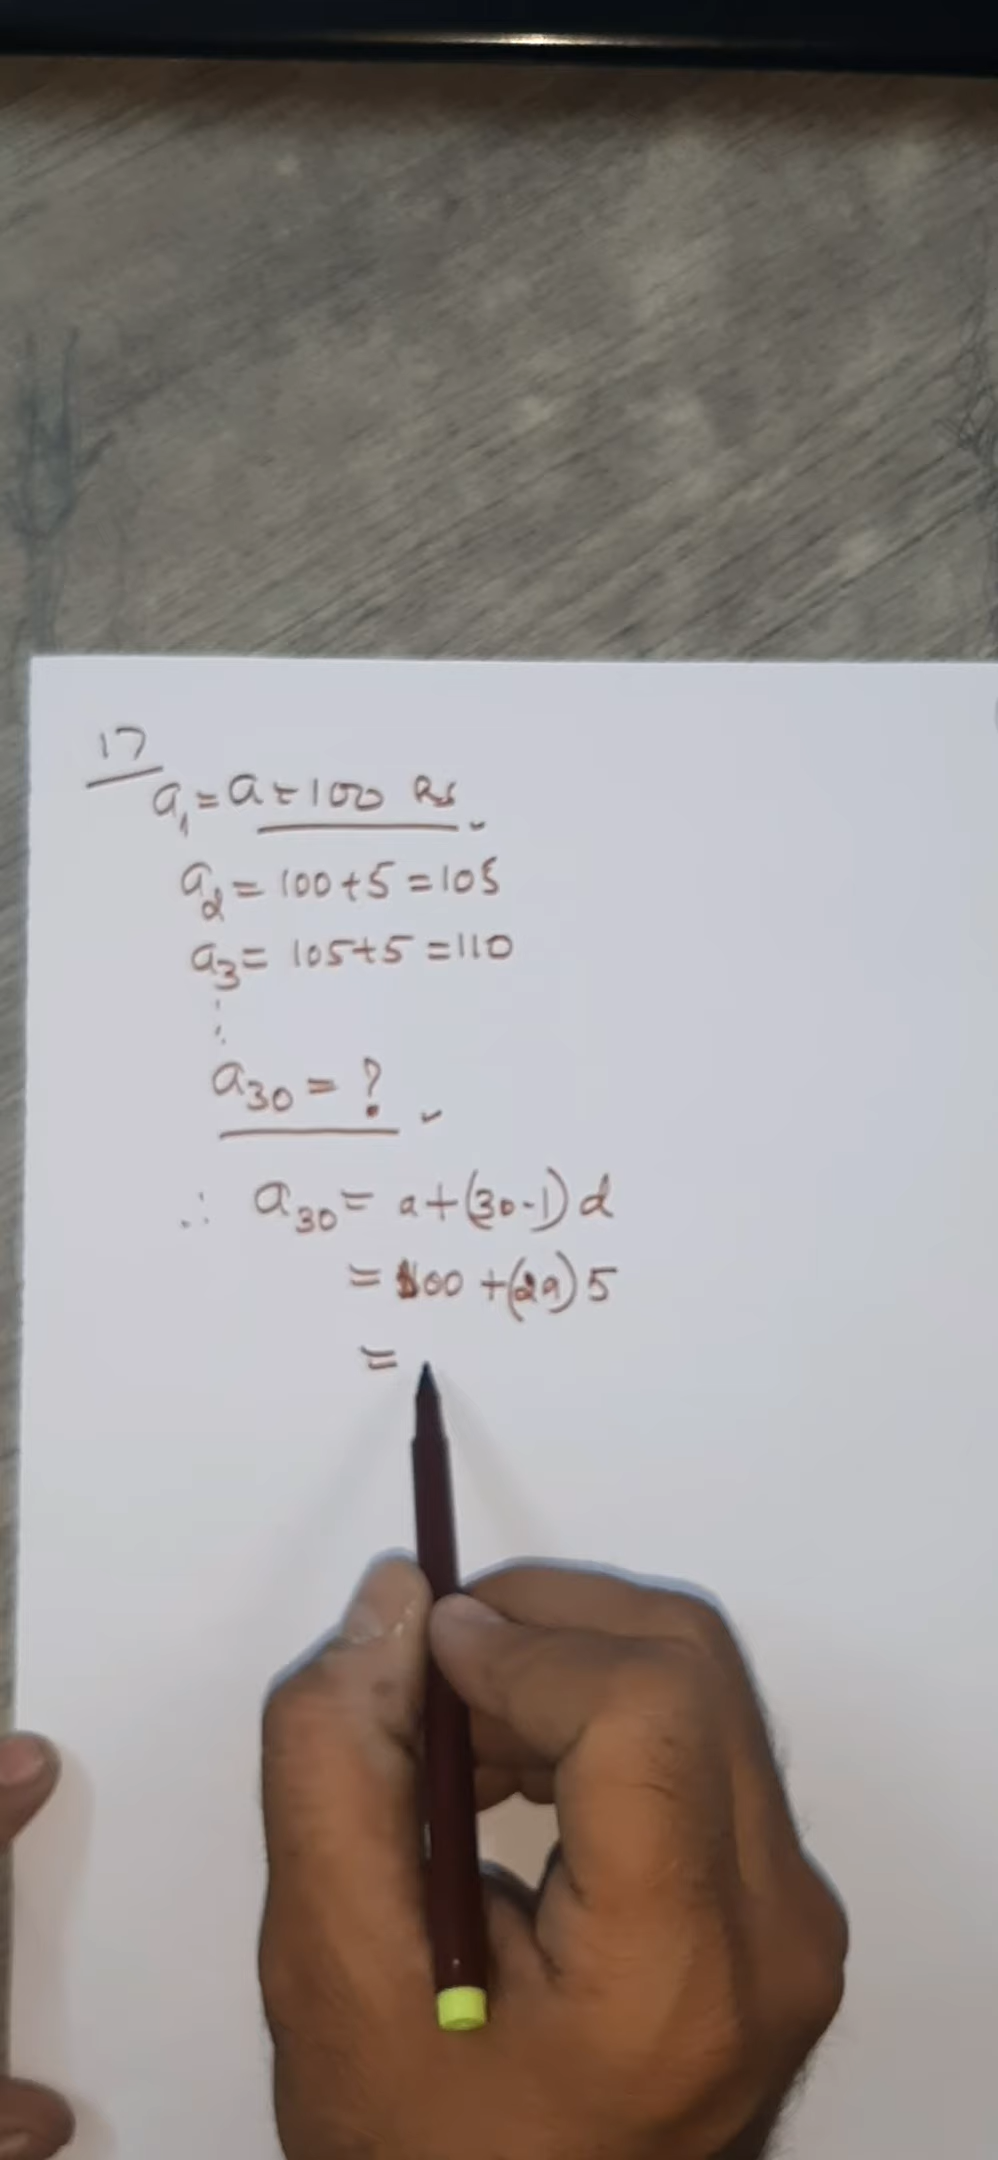 17
a₁ = a = 100 Rs
a₂ = 100 + 5 = 105
a₃ = 105 + 5 = 110
⋮
a₃₀ = ?
∴ a₃₀ = a + (30-1) d
= 100 + (29) 5
=